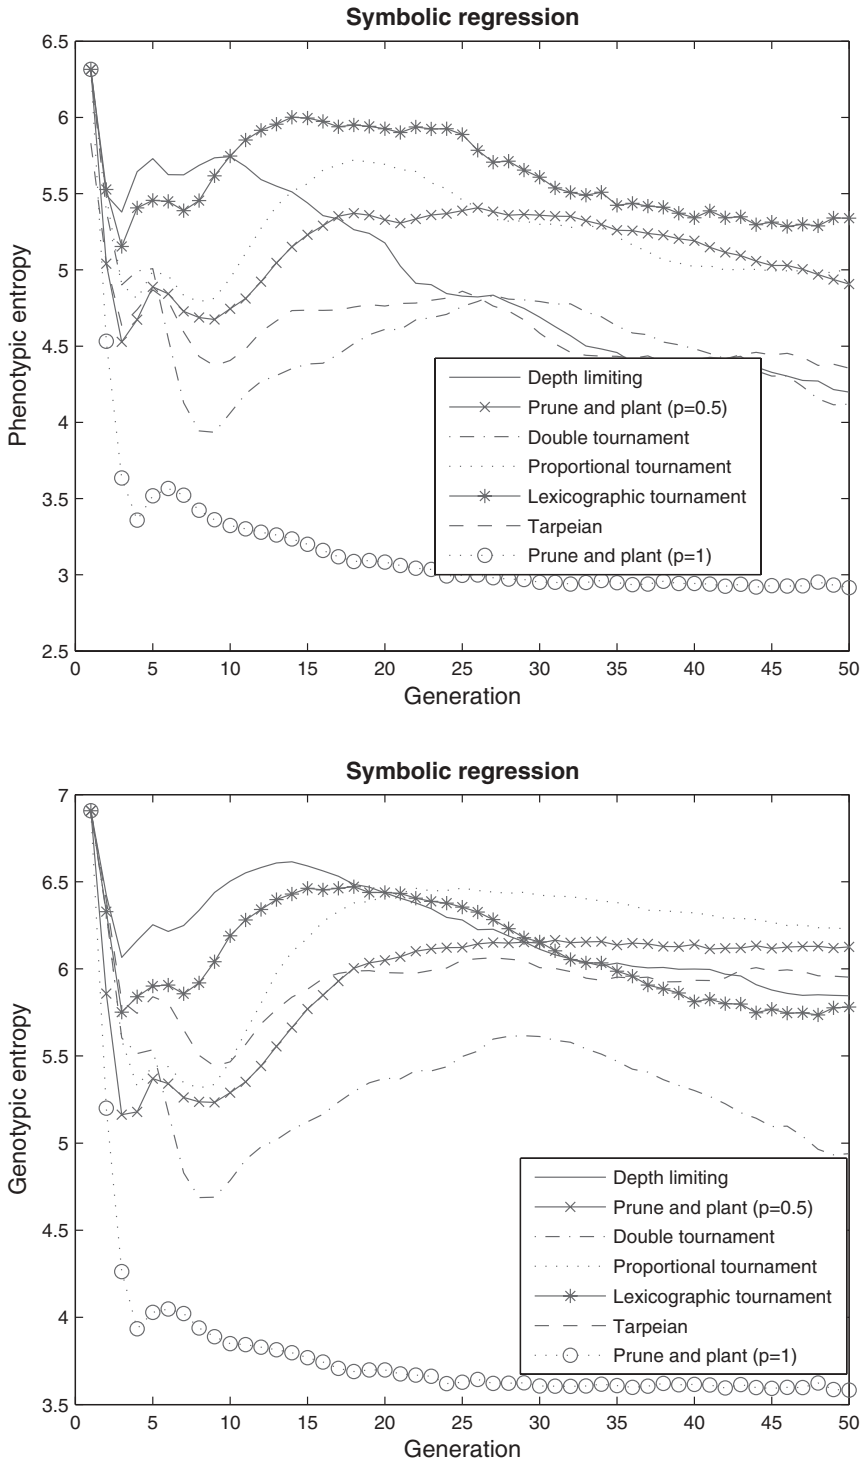 Symbolic regression
6.5
6
5.5
5
4.5
4
3.5
3
2.5
Phenotypic entropy
Depth limiting
Prune and plant (p=0.5)
Double tournament
Proportional tournament
Lexicographic tournament
Tarpeian
Prune and plant (p=1)
0 5 10 15 20 25 30 35 40 45 50
Generation
Symbolic regression
7
6.5
6
5.5
5
4.5
4
3.5
Genotypic entropy
Depth limiting
Prune and plant (p=0.5)
Double tournament
Proportional tournament
Lexicographic tournament
Tarpeian
Prune and plant (p=1)
0 5 10 15 20 25 30 35 40 45 50
Generation